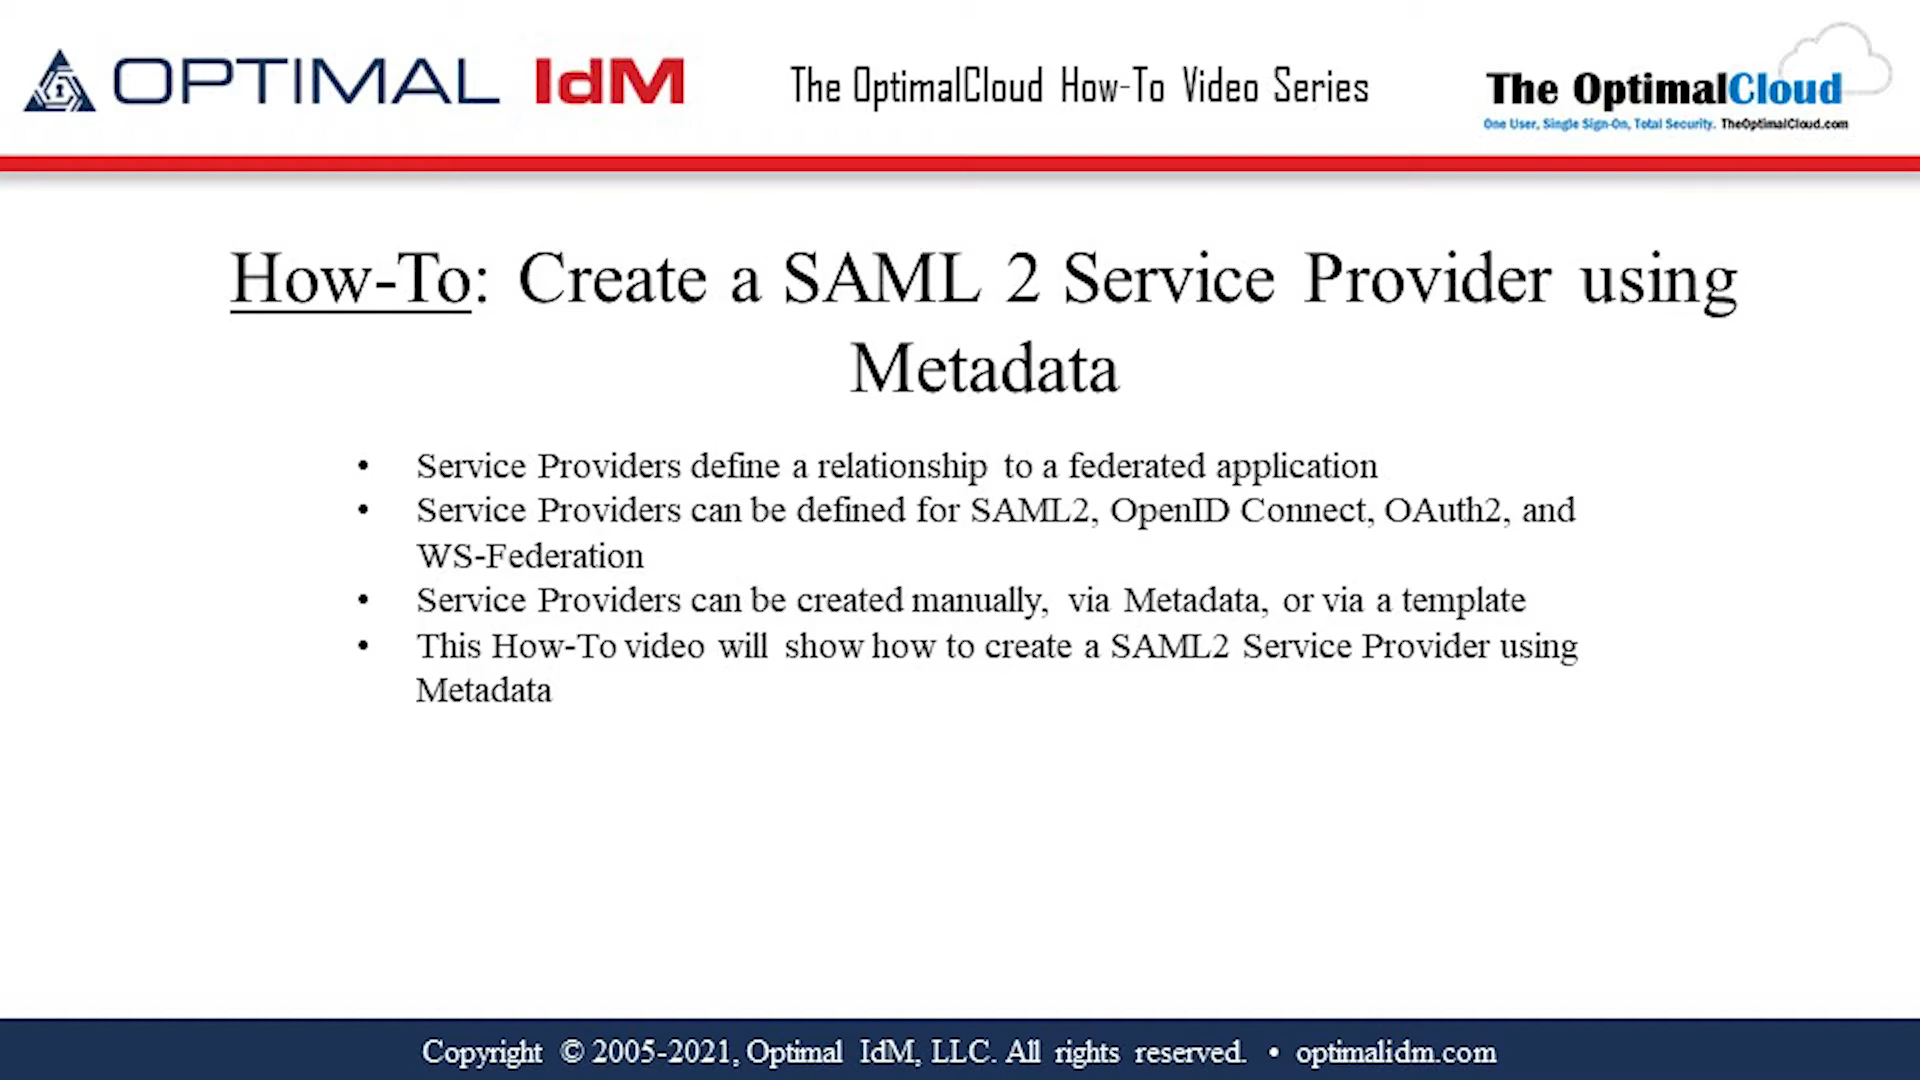 OPTIMAL IdM
The OptimalCloud How-To Video Series
The OptimalCloud
One User, Single Sign-On, Total Security. TheOptimalCloud.com
How-To: Create a SAML 2 Service Provider using
Metadata
• Service Providers define a relationship to a federated application
• Service Providers can be defined for SAML2, OpenID Connect, OAuth2, and
WS-Federation
• Service Providers can be created manually, via Metadata, or via a template
• This How-To video will show how to create a SAML2 Service Provider using
Metadata
Copyright © 2005-2021, Optimal IdM, LLC. All rights reserved. • optimalidm.com